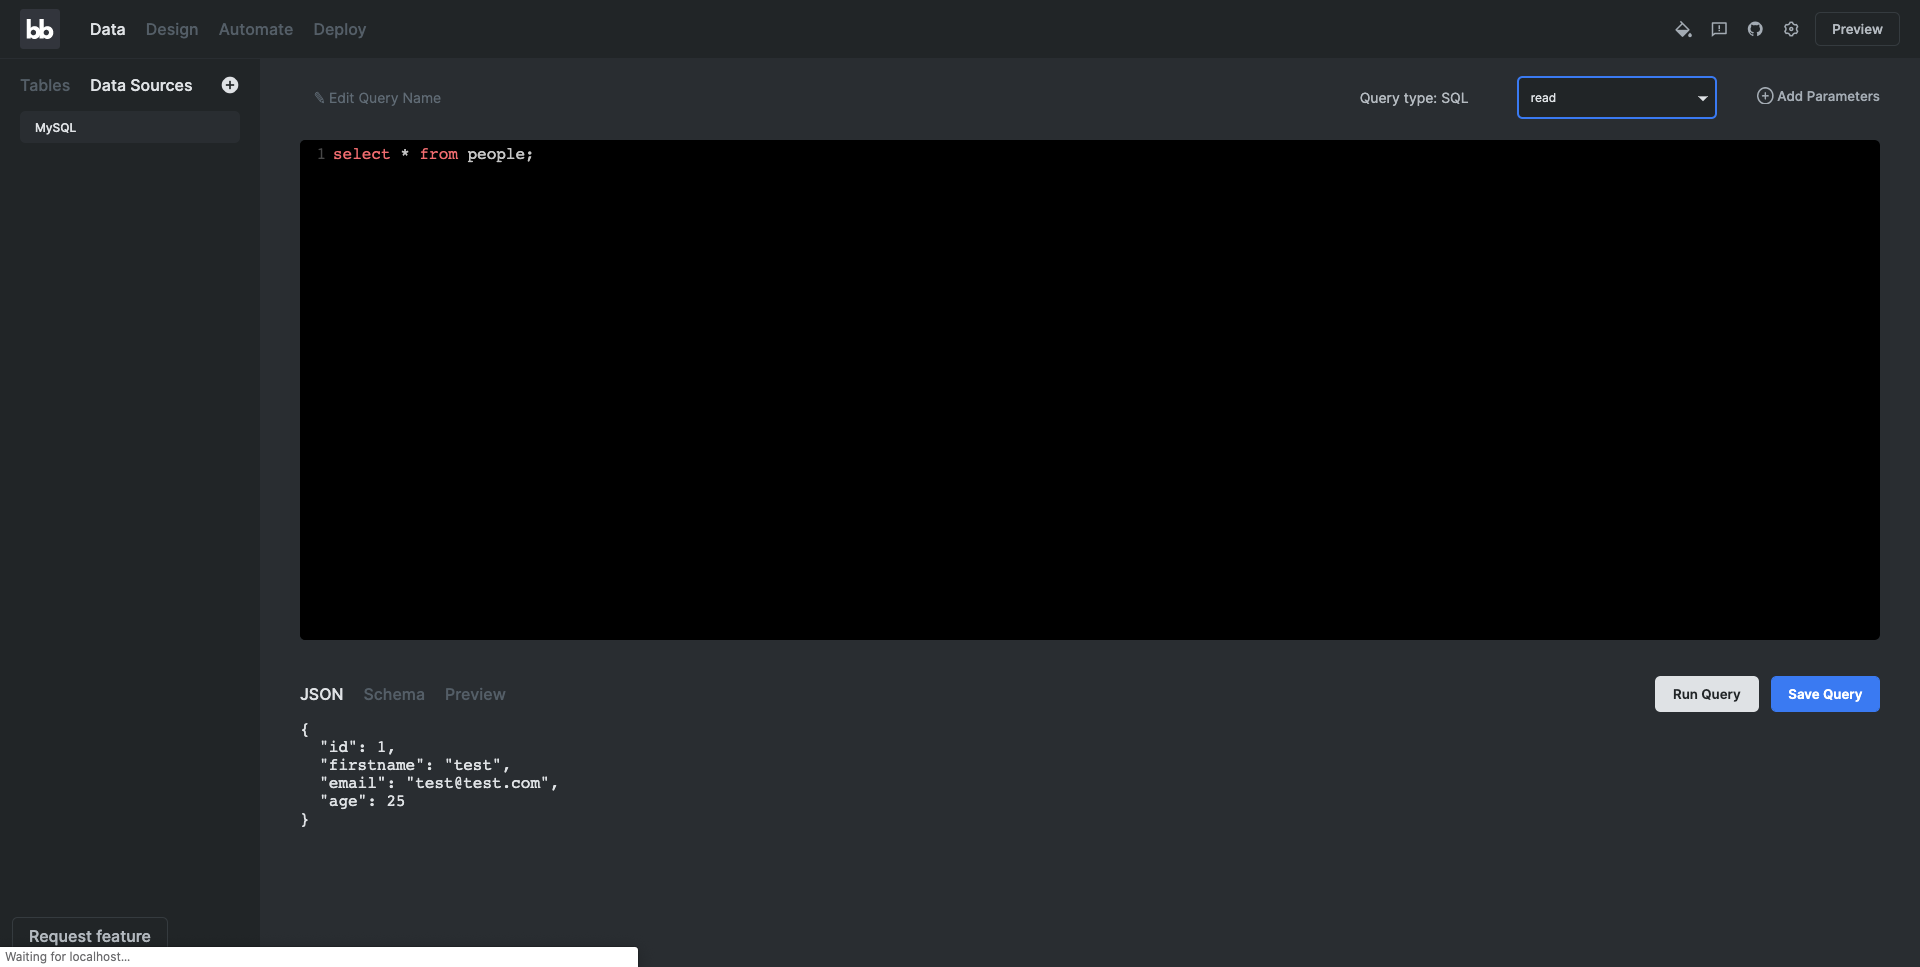 bb Data Design Automate Deploy Preview
Tables Data Sources
MySQL
✎ Edit Query Name Query type: SQL read Add Parameters
1 select * from people;
JSON Schema Preview Run Query Save Query
{
"id": 1,
"firstname": "test",
"email": "test@test.com",
"age": 25
}
Request feature
Waiting for localhost...